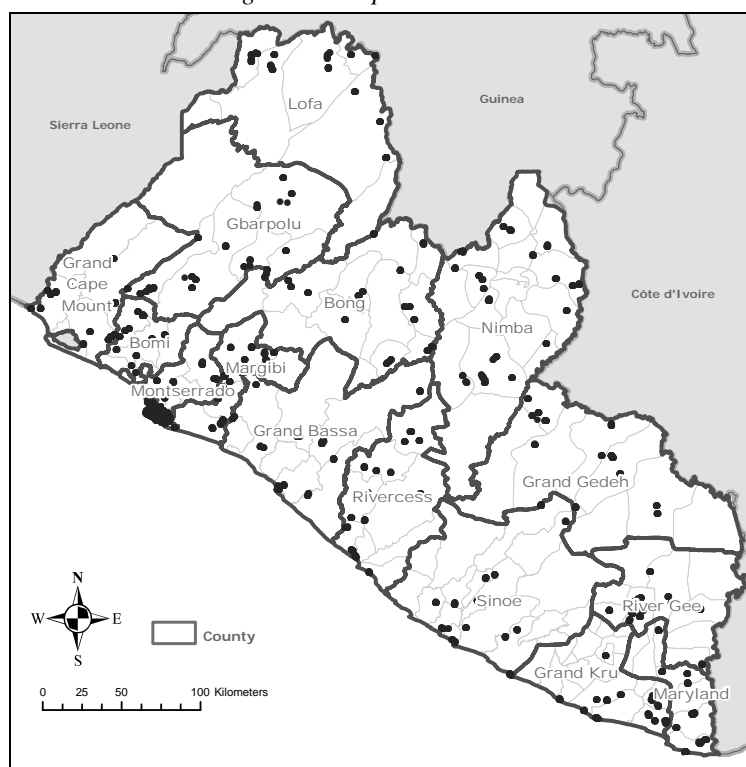 Lofa
Guinea
Sierra Leone
Gbarpolu
Grand
Cape
Mount
Côte d'Ivoire
Bong
Nimba
Bomi
Margibi
Montserrado
Grand Bassa
Grand Gedeh
Rivercess
N
W
E
S
County
Sinoe
River Gee
Grand Kru
Maryland
0 25 50 100 Kilometers